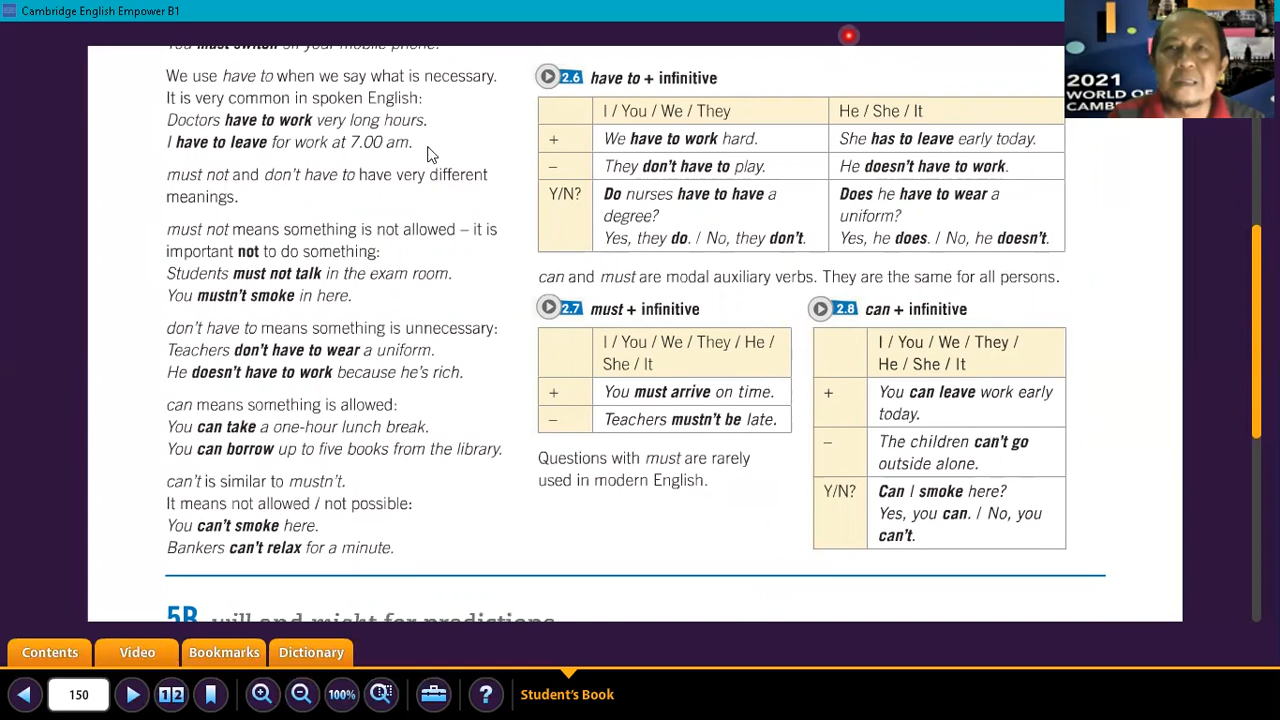 Cambridge English Empower B1
You must switch off your mobile phone.
We use have to when we say what is necessary.
It is very common in spoken English:
Doctors have to work very long hours.
I have to leave for work at 7.00 am.
must not and don't have to have very different
meanings.
must not means something is not allowed – it is
important not to do something:
Students must not talk in the exam room.
You mustn't smoke in here.
don't have to means something is unnecessary:
Teachers don't have to wear a uniform.
He doesn't have to work because he's rich.
can means something is allowed:
You can take a one-hour lunch break.
You can borrow up to five books from the library.
can't is similar to mustn't.
It means not allowed / not possible:
You can't smoke here.
Bankers can't relax for a minute.
2.6 have to + infinitive
I / You / We / They He / She / It
+ We have to work hard. She has to leave early today.
– They don't have to play. He doesn't have to work.
Y/N? Do nurses have to have a Does he have to wear a
degree? uniform?
Yes, they do. / No, they don't. Yes, he does. / No, he doesn't.
can and must are modal auxiliary verbs. They are the same for all persons.
2.7 must + infinitive
I / You / We / They / He /
She / It
+ You must arrive on time.
– Teachers mustn't be late.
Questions with must are rarely
used in modern English.
2.8 can + infinitive
I / You / We / They /
He / She / It
+ You can leave work early
today.
– The children can't go
outside alone.
Y/N? Can I smoke here?
Yes, you can. / No, you
can't.
5B will and might for predictions
2021
WORLD OF
CAMB
Contents Video Bookmarks Dictionary
150 1 2 100% ? Student's Book